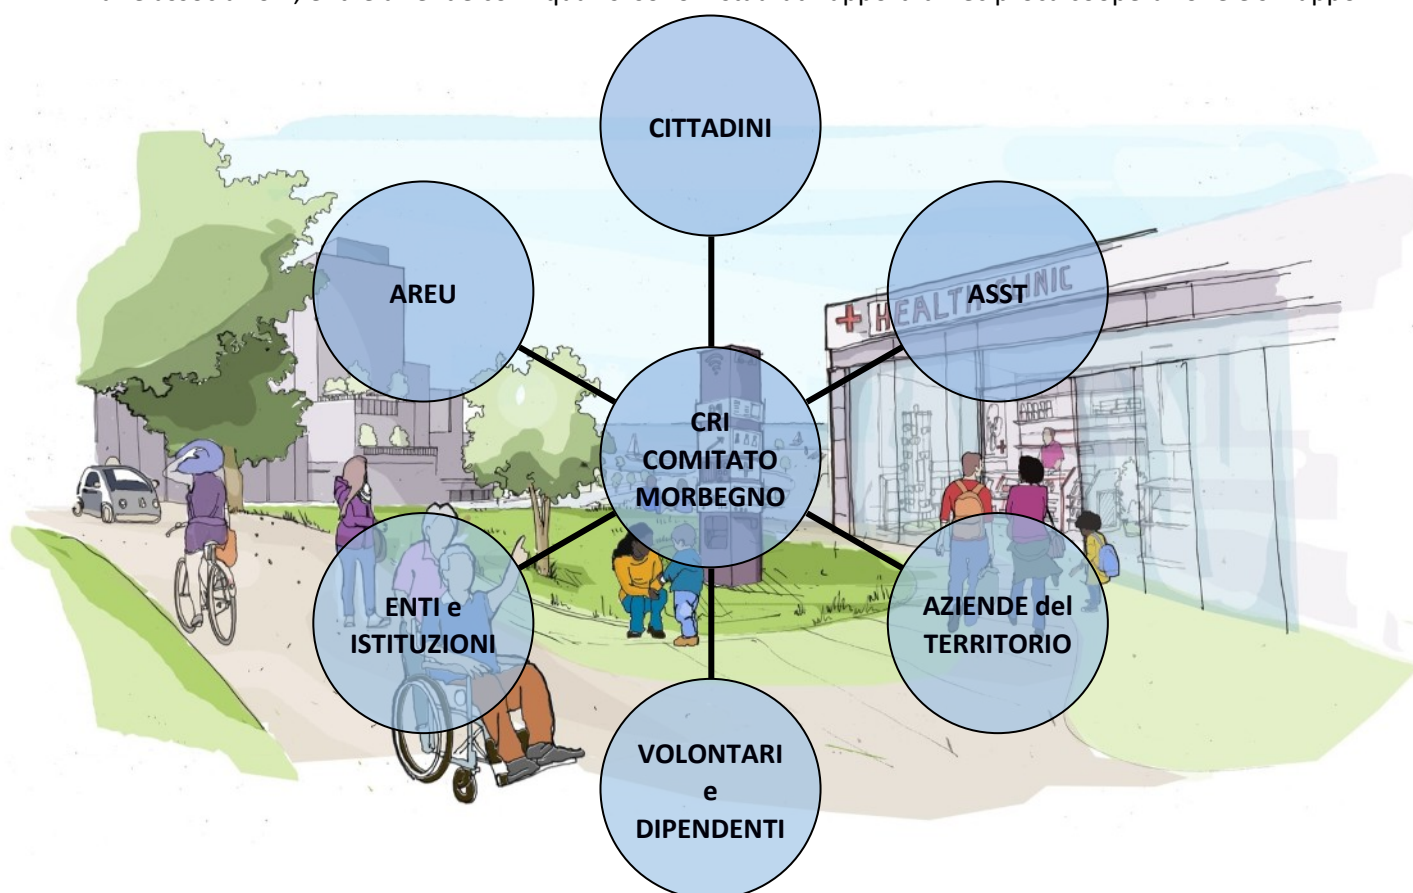 CITTADINI
AREU
ASST
HEALTH CLINIC
CRI
COMITATO
MORBEGNO
ENTI e
ISTITUZIONI
AZIENDE del
TERRITORIO
VOLONTARI
e
DIPENDENTI